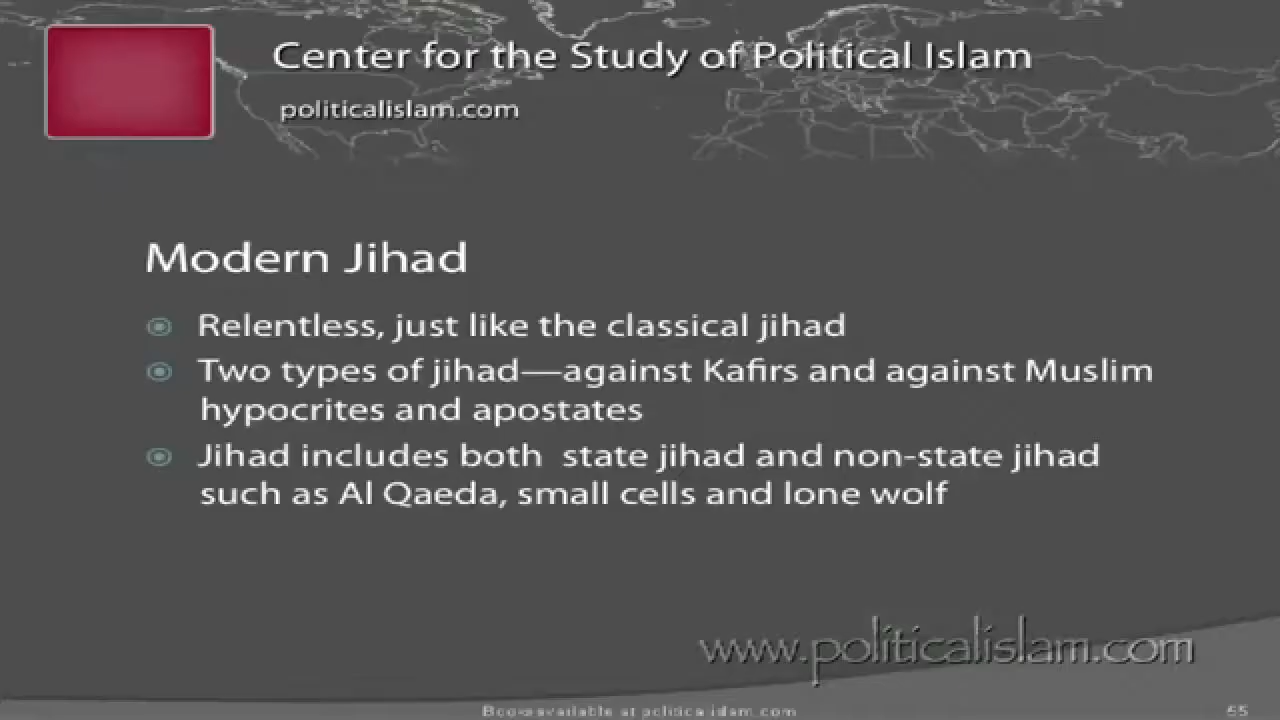 Center for the Study of Political Islam
politicalislam.com
Modern Jihad
Relentless, just like the classical jihad
Two types of jihad—against Kafirs and against Muslim
hypocrites and apostates
Jihad includes both  state jihad and non-state jihad
such as Al Qaeda, small cells and lone wolf
www.politicalislam.com
available at